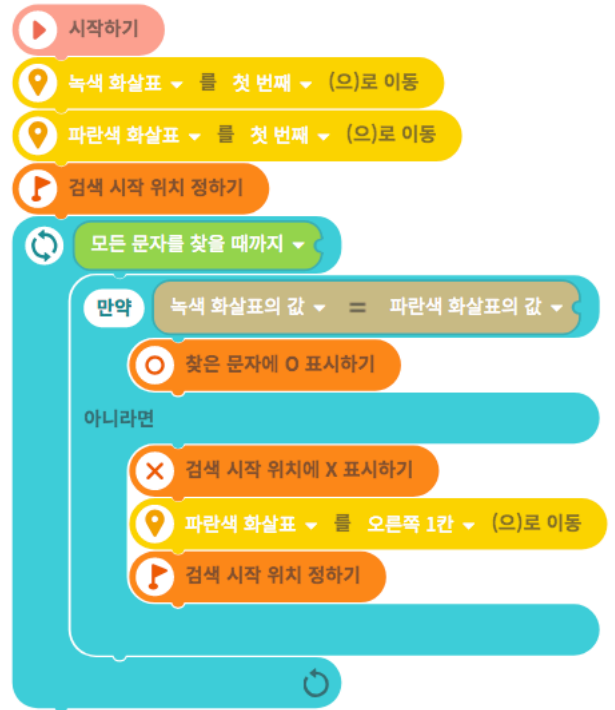 시작하기
녹색 화살표 를 첫 번째 (으)로 이동
파란색 화살표 를 첫 번째 (으)로 이동
검색 시작 위치 정하기
모든 문자를 찾을 때까지
만약 녹색 화살표의 값 = 파란색 화살표의 값
찾은 문자에 O 표시하기
아니라면
검색 시작 위치에 X 표시하기
파란색 화살표 를 오른쪽 1칸 (으)로 이동
검색 시작 위치 정하기